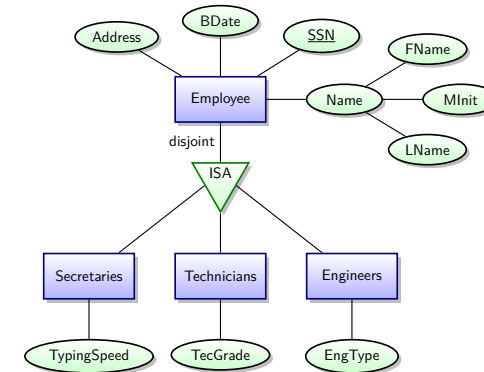 BDate
Address
SSN
FName
Employee
Name
MInit
disjoint
LName
ISA
Secretaries
Technicians
Engineers
TypingSpeed
TecGrade
EngType